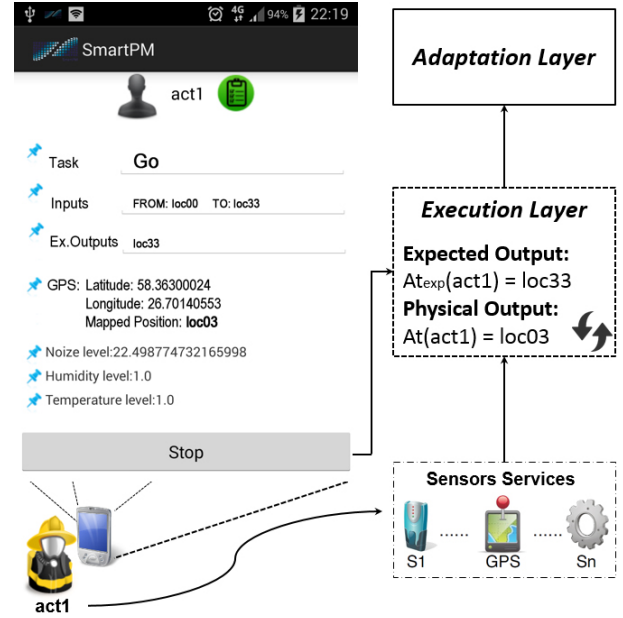 4G 94% 22:19
SmartPM
act1
Task Go
Inputs FROM: loc00 TO: loc33
Ex.Outputs loc33
GPS: Latitude: 58.36300024
Longitude: 26.70140553
Mapped Position: loc03
Noize level:22.498774732165998
Humidity level:1.0
Temperature level:1.0
Stop
act1
Adaptation Layer
Execution Layer
Expected Output:
Atexp(act1) = loc33
Physical Output:
At(act1) = loc03
Sensors Services
S1 ...... GPS ...... Sn